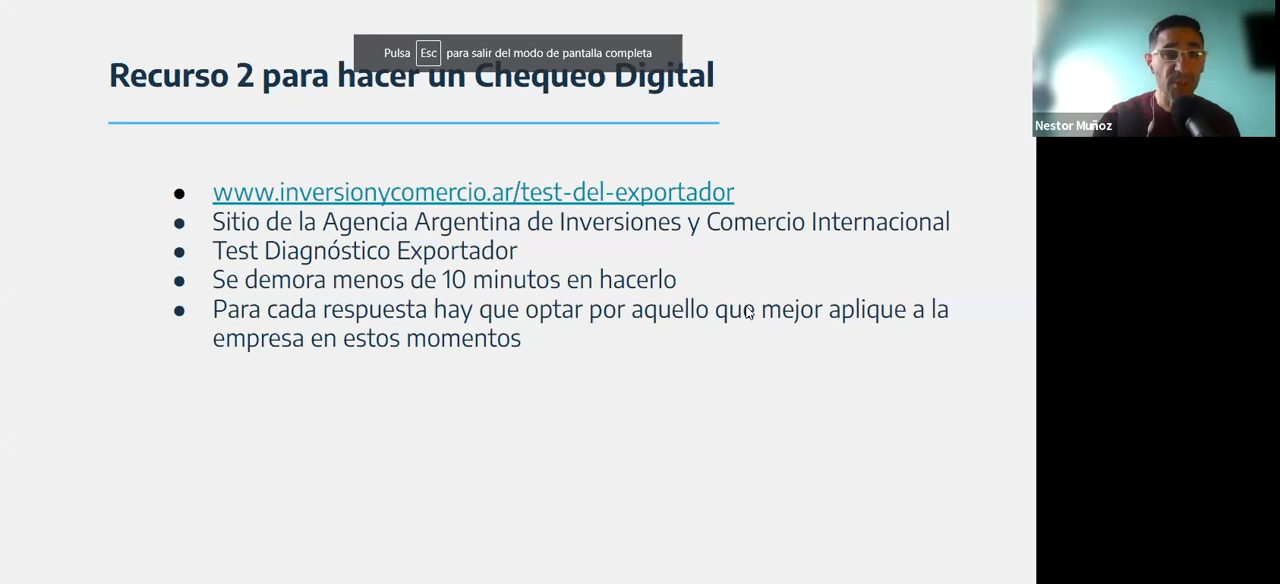 Pulsa Esc para salir del modo de pantalla completa
Recurso 2 para hacer un Chequeo Digital
Nestor Muñoz
www.inversionycomercio.ar/test-del-exportador
Sitio de la Agencia Argentina de Inversiones y Comercio Internacional
Test Diagnóstico Exportador
Se demora menos de 10 minutos en hacerlo
Para cada respuesta hay que optar por aquello que mejor aplique a la
empresa en estos momentos